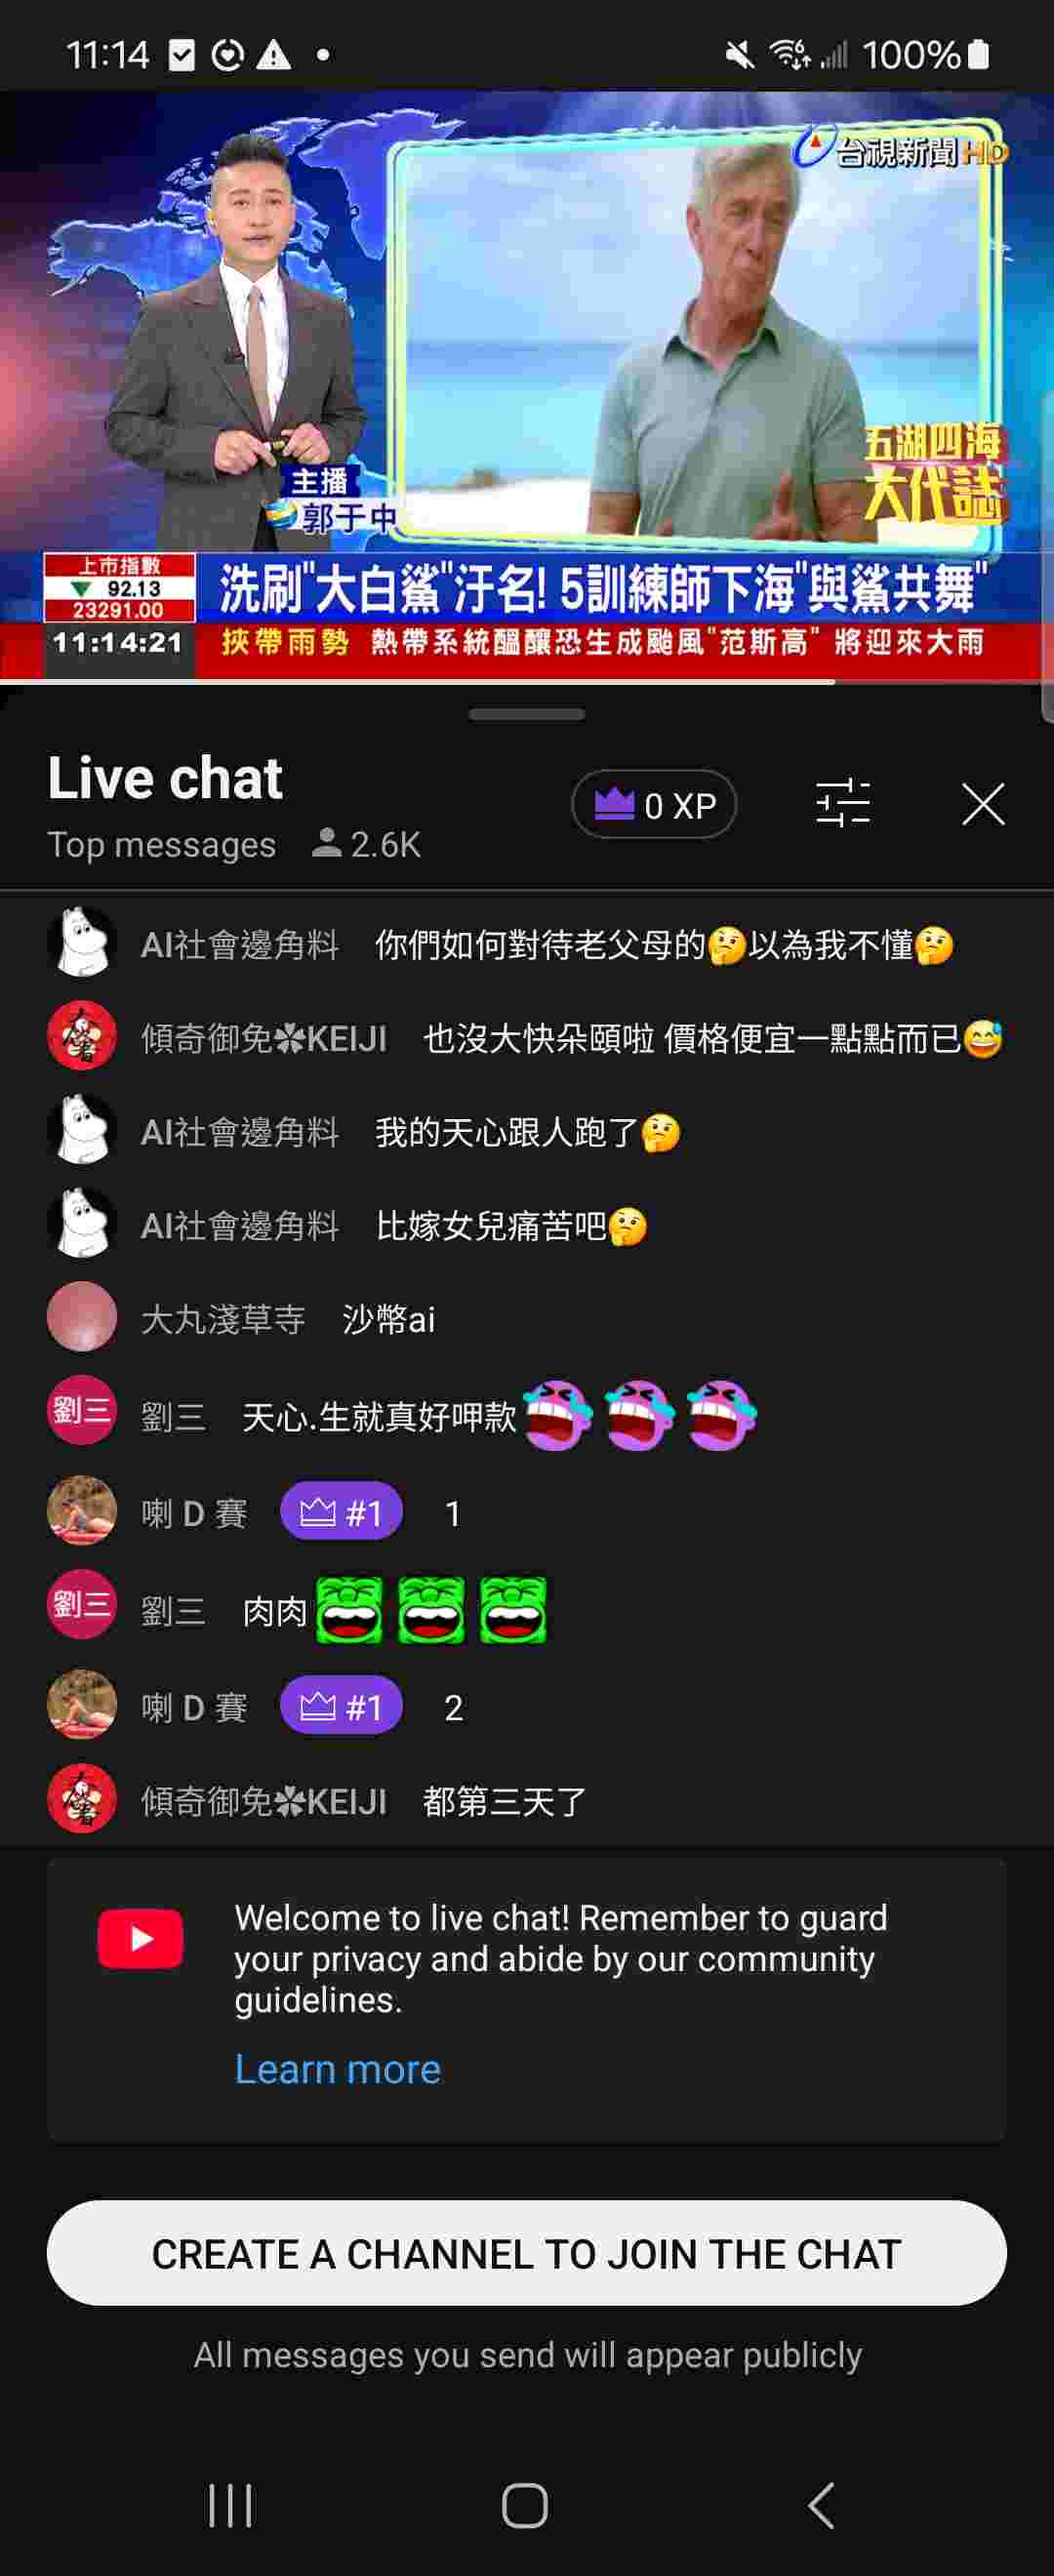 11:14
100%
台視新聞HD
五湖四海
大代誌
主播
郭于中
上市指數
▼ 92.13
23291.00
洗刷"大白鯊"汙名! 5訓練師下海"與鯊共舞"
11:14:21
挾帶雨勢 熱帶系統醞釀恐生成颱風"范斯高" 將迎來大雨
Live chat
0 XP
Top messages 2.6K
AI社會邊角料 你們如何對待老父母的🤔以為我不懂🤔
傾奇御免✽KEIJI 也沒大快朵頤啦 價格便宜一點點而已😅
AI社會邊角料 我的天心跟人跑了🤔
AI社會邊角料 比嫁女兒痛苦吧🤔
大丸淺草寺 沙幣ai
劉三 劉三 天心.生就真好呷款
喇 D 賽 #1 1
劉三 劉三 肉肉
喇 D 賽 #1 2
傾奇御免✽KEIJI 都第三天了
Welcome to live chat! Remember to guard
your privacy and abide by our community
guidelines.
Learn more
CREATE A CHANNEL TO JOIN THE CHAT
All messages you send will appear publicly